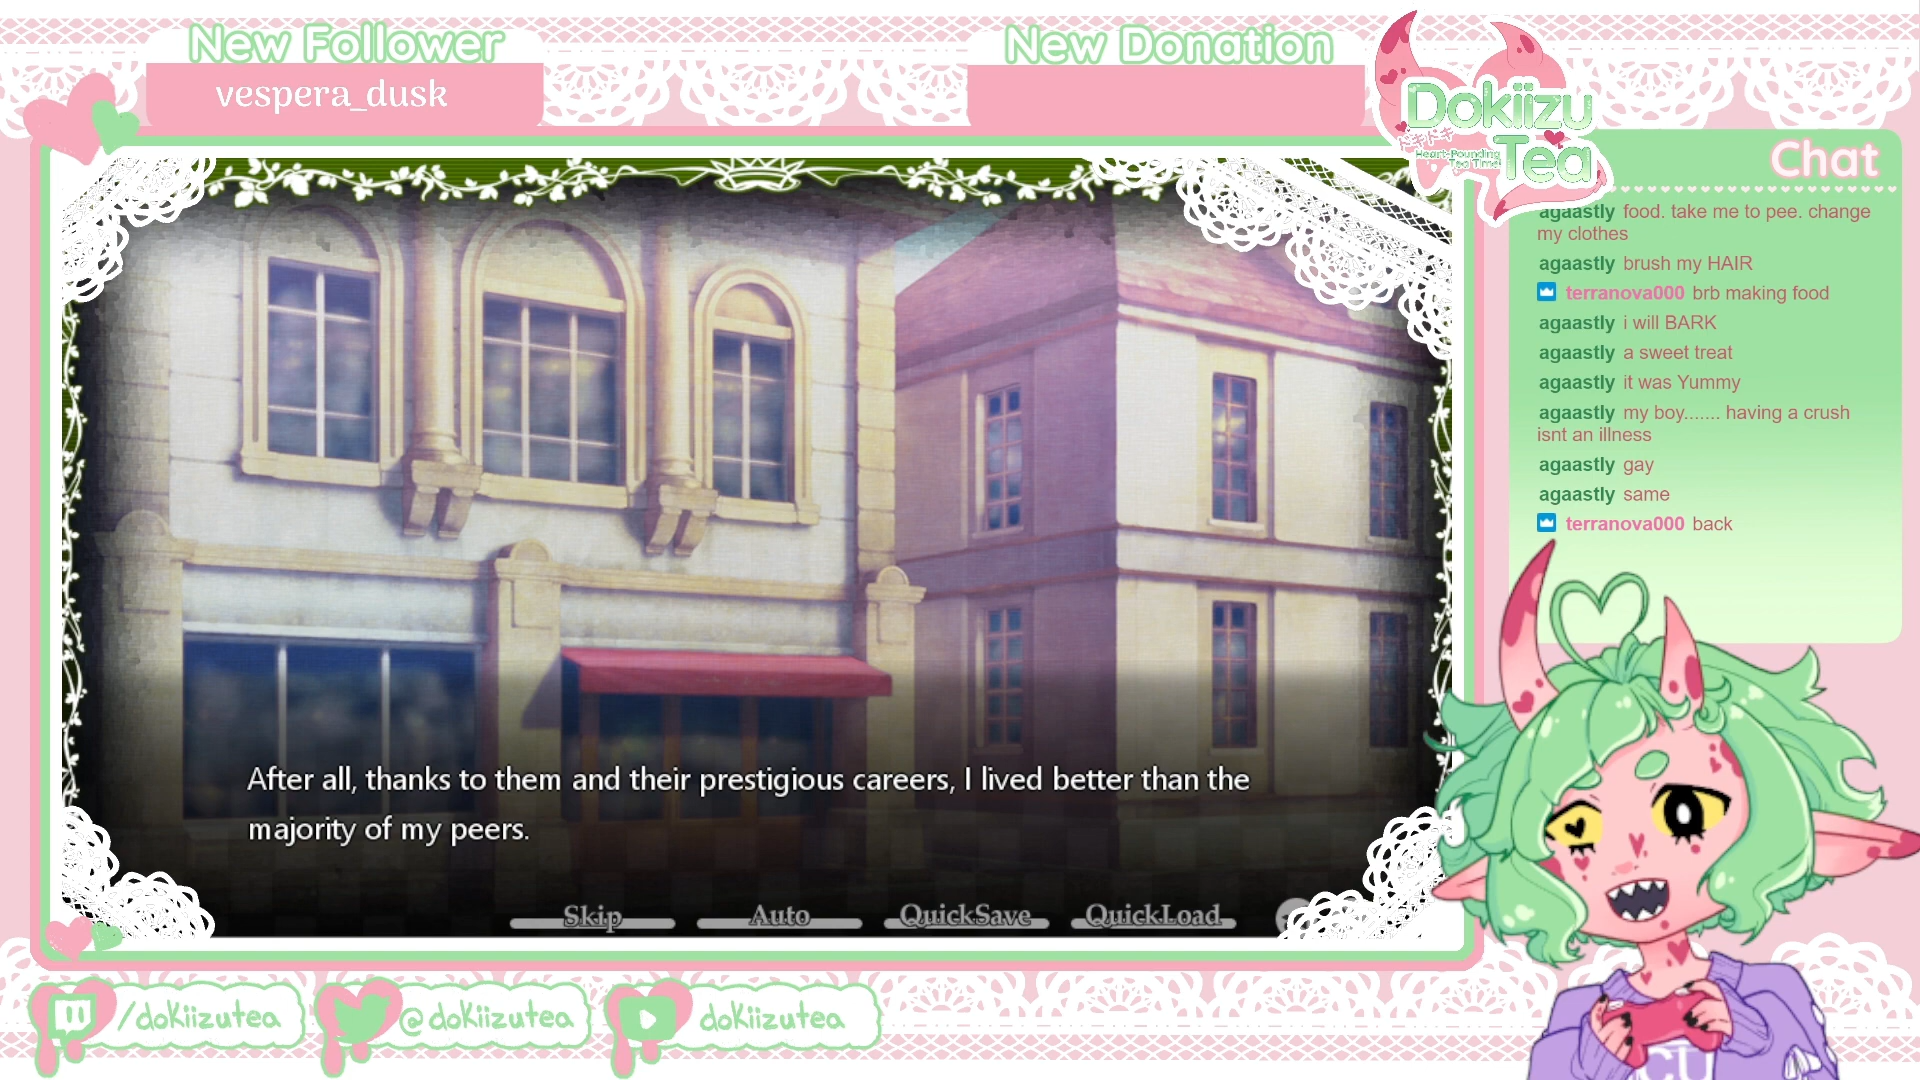 New Follower
vespera_dusk
New Donation
Dokiizu
ドキドキ
Heart-Pounding
Tea Time!
Tea
Chat
agaastly food. take me to pee. change
my clothes
agaastly brush my HAIR
terranova000 brb making food
agaastly i will BARK
agaastly a sweet treat
agaastly it was Yummy
agaastly my boy....... having a crush
isnt an illness
agaastly gay
agaastly same
terranova000 back
After all, thanks to them and their prestigious careers, I lived better than the
majority of my peers.
Skip
Auto
QuickSave
QuickLoad
/dokiizutea
@dokiizutea
dokiizutea